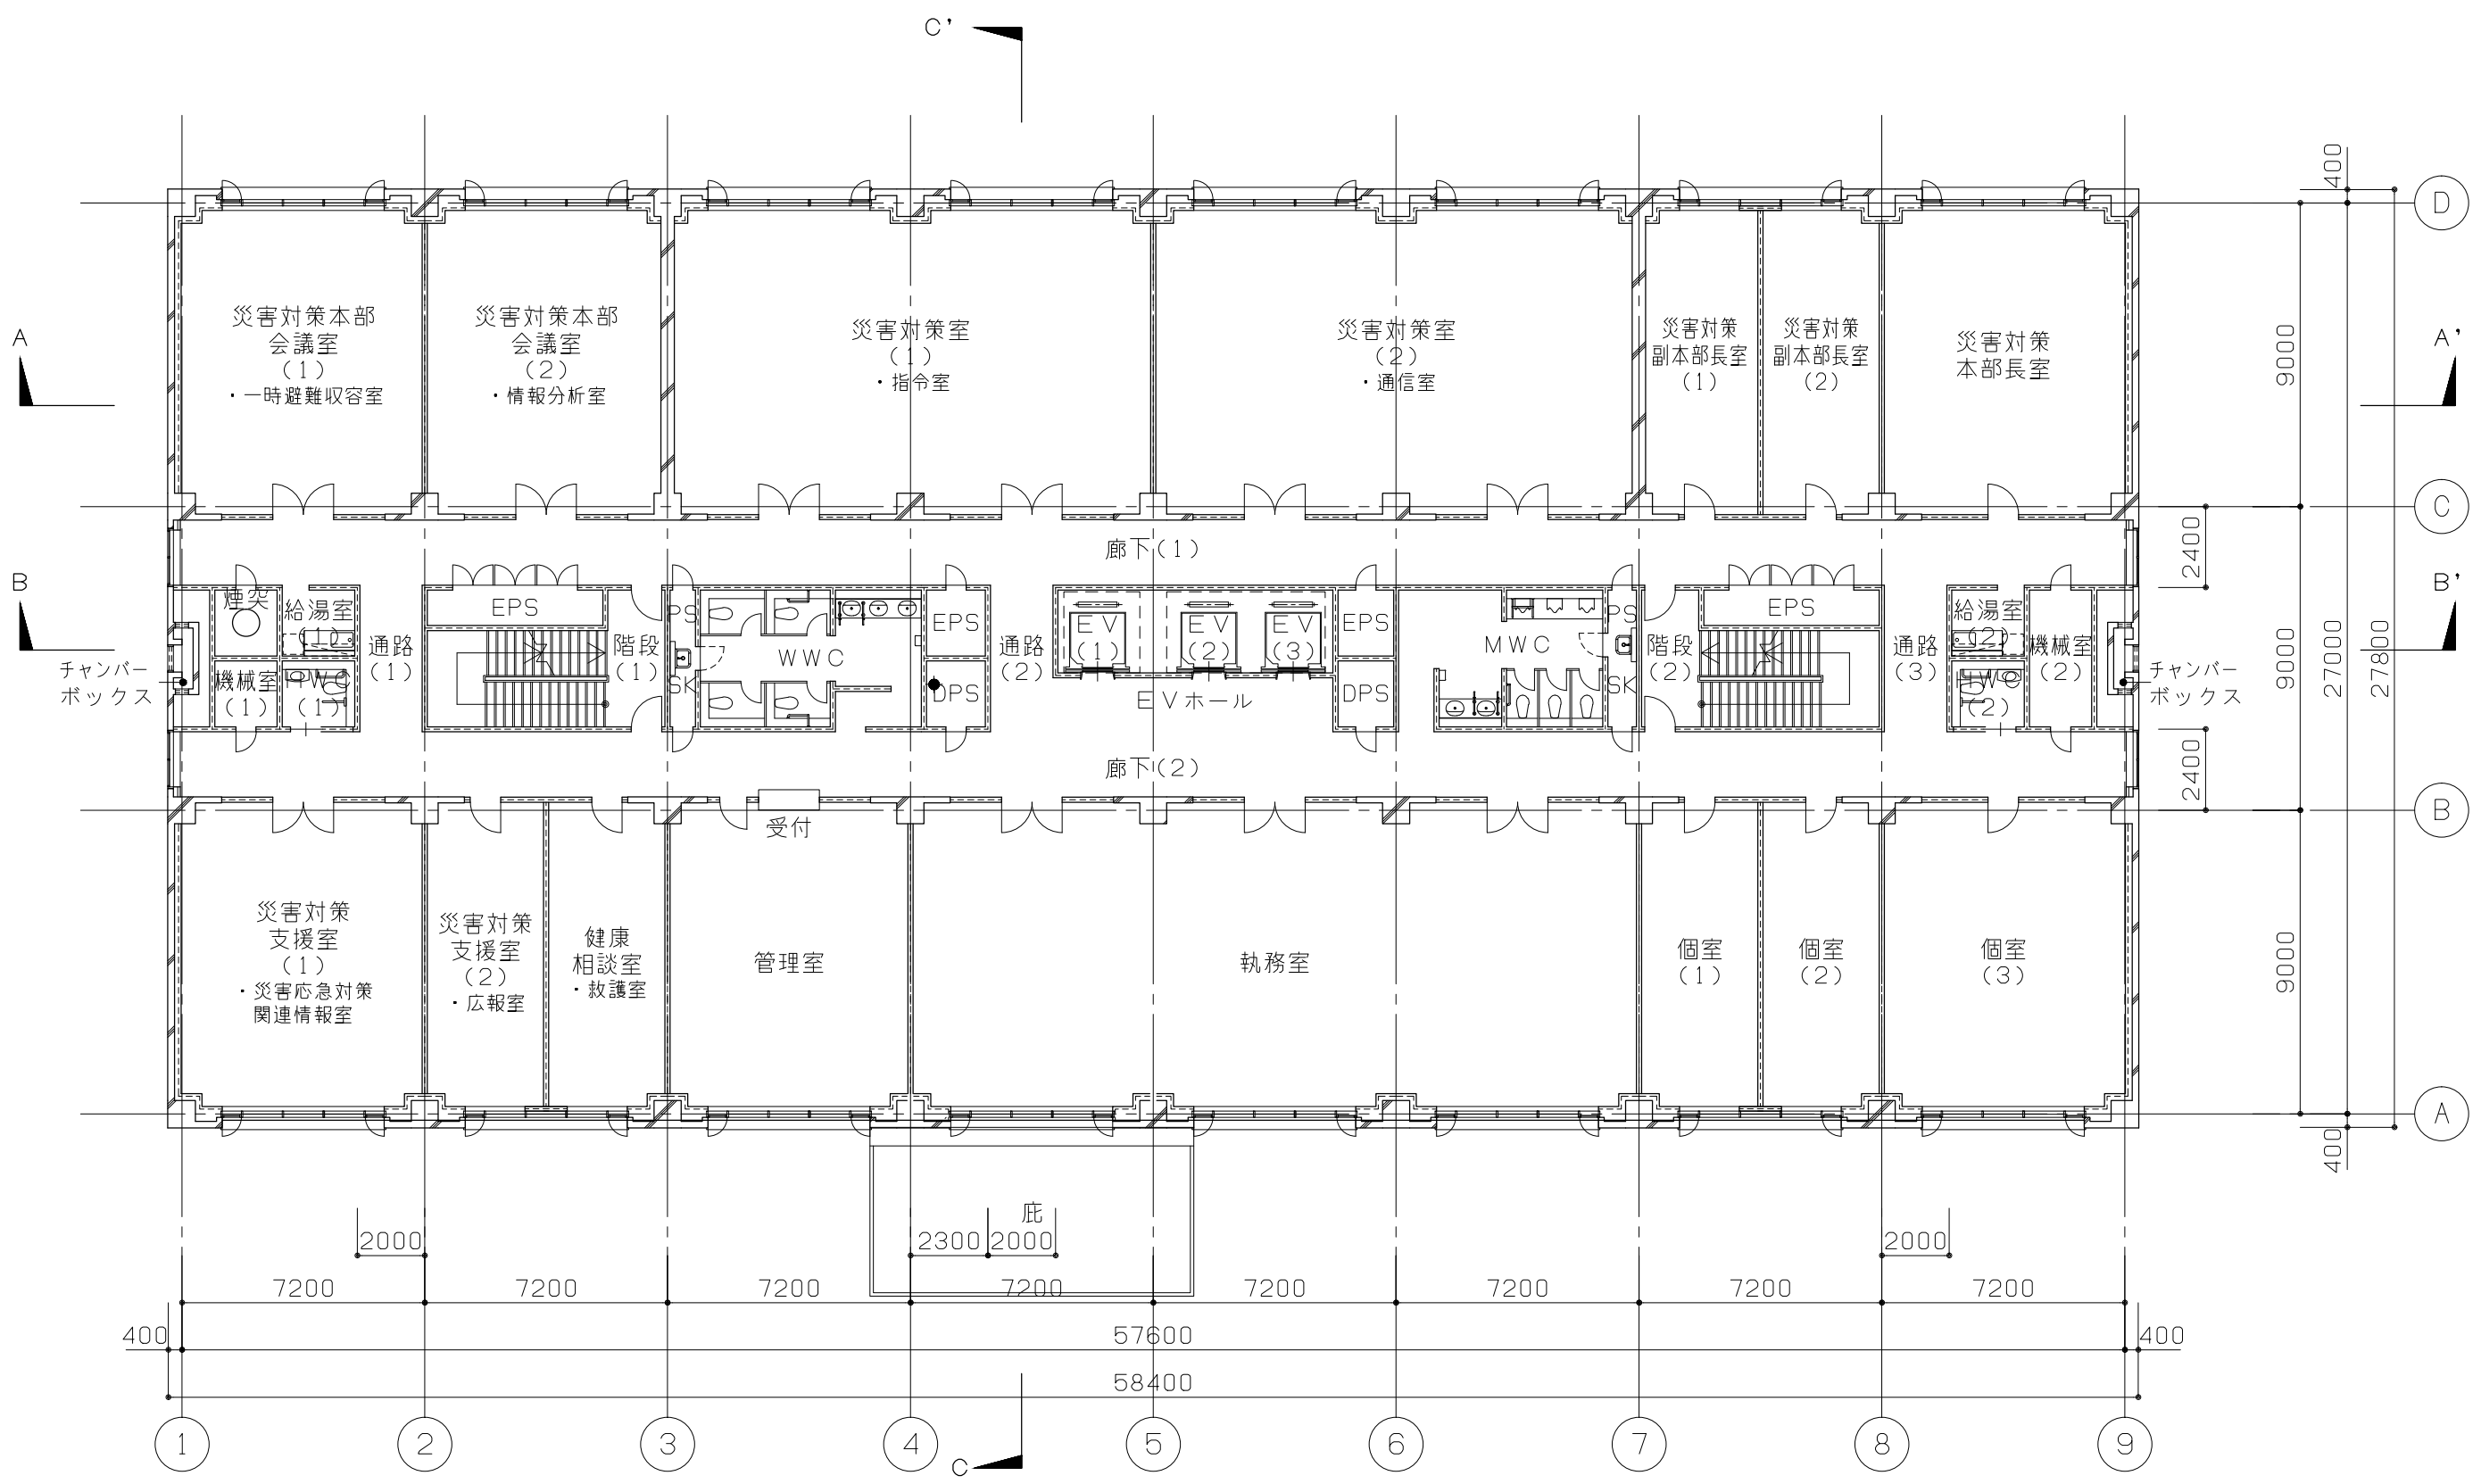 C'
400
D
災害対策本部
会議室
(1)
・一時避難収容室
災害対策本部
会議室
(2)
・情報分析室
災害対策室
(1)
・指令室
災害対策室
(2)
・通信室
災害対策
副本部長室
(1)
災害対策
副本部長室
(2)
災害対策
本部長室
A
A'
9000
C
廊下(1)
2400
B
B'
煙突
給湯室
(1)
機械室
(1)
HWC
(1)
通路
(1)
チャンバー
ボックス
EPS
階段
(1)
PS
SK
WWC
EPS
DPS
通路
(2)
EV
(1)
EV
(2)
EV
(3)
EVホール
EPS
DPS
MWC
PS
SK
階段
(2)
EPS
通路
(3)
給湯室
(2)
HWC
(2)
機械室
(2)
チャンバー
ボックス
9000
27000
27800
廊下(2)
2400
B
受付
災害対策
支援室
(1)
・災害応急対策
関連情報室
災害対策
支援室
(2)
・広報室
健康
相談室
・救護室
管理室
執務室
個室
(1)
個室
(2)
個室
(3)
9000
A
400
庇
2000
2300
2000
2000
7200
7200
7200
7200
7200
7200
7200
7200
400
57600
400
58400
1
2
3
4
C
5
6
7
8
9